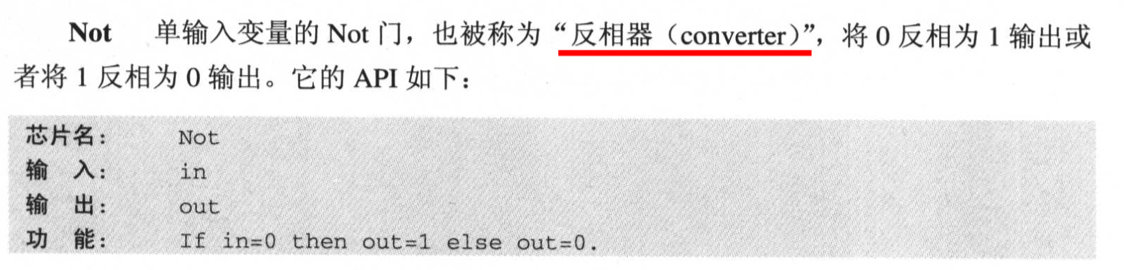 Not 单输入变量的 Not 门，也被称为“反相器（converter）”，将 0 反相为 1 输出或
者将 1 反相为 0 输出。它的 API 如下：
芯片名： Not
输 入： in
输 出： out
功 能： If in=0 then out=1 else out=0.